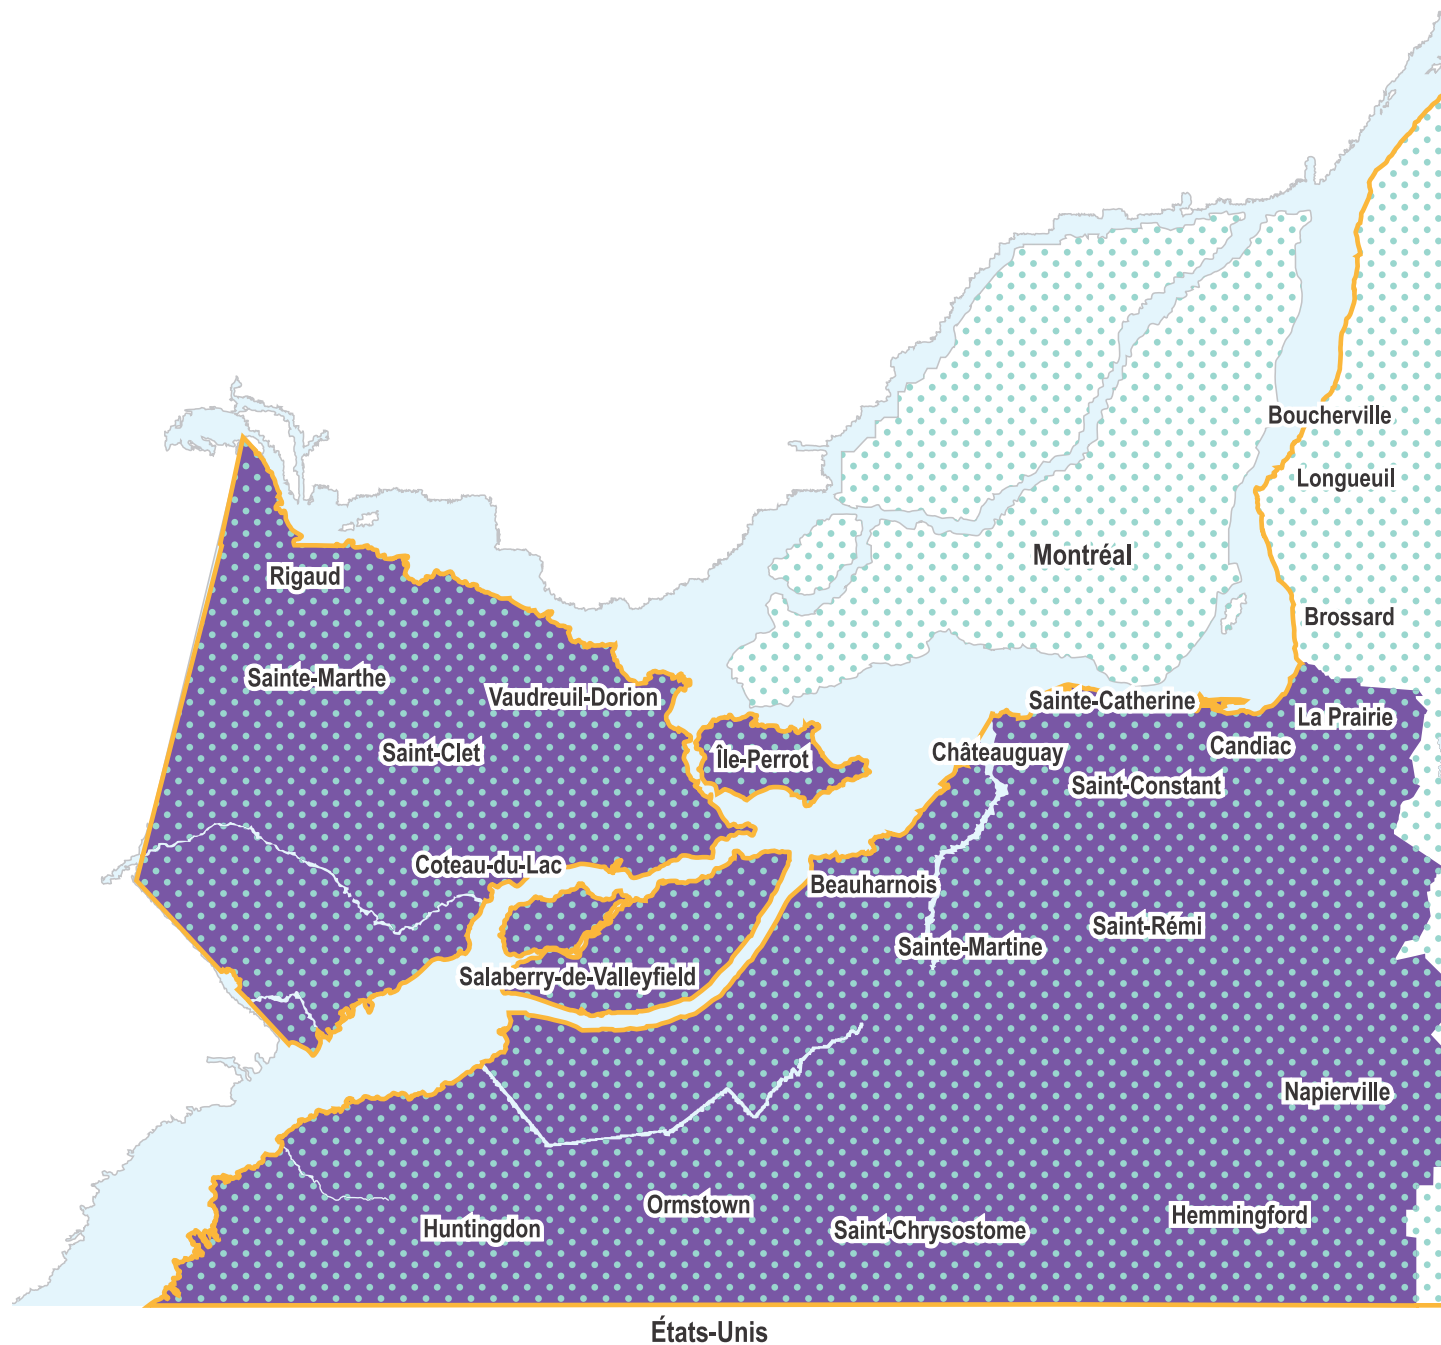 Boucherville
Longueuil
Montréal
Rigaud
Brossard
Sainte-Marthe
Vaudreuil-Dorion
Sainte-Catherine
La Prairie
Saint-Clet
Île-Perrot
Châteauguay
Candiac
Saint-Constant
Coteau-du-Lac
Beauharnois
Saint-Rémi
Sainte-Martine
Salaberry-de-Valleyfield
Napierville
Ormstown
Hemmingford
Huntingdon
Saint-Chrysostome
États-Unis